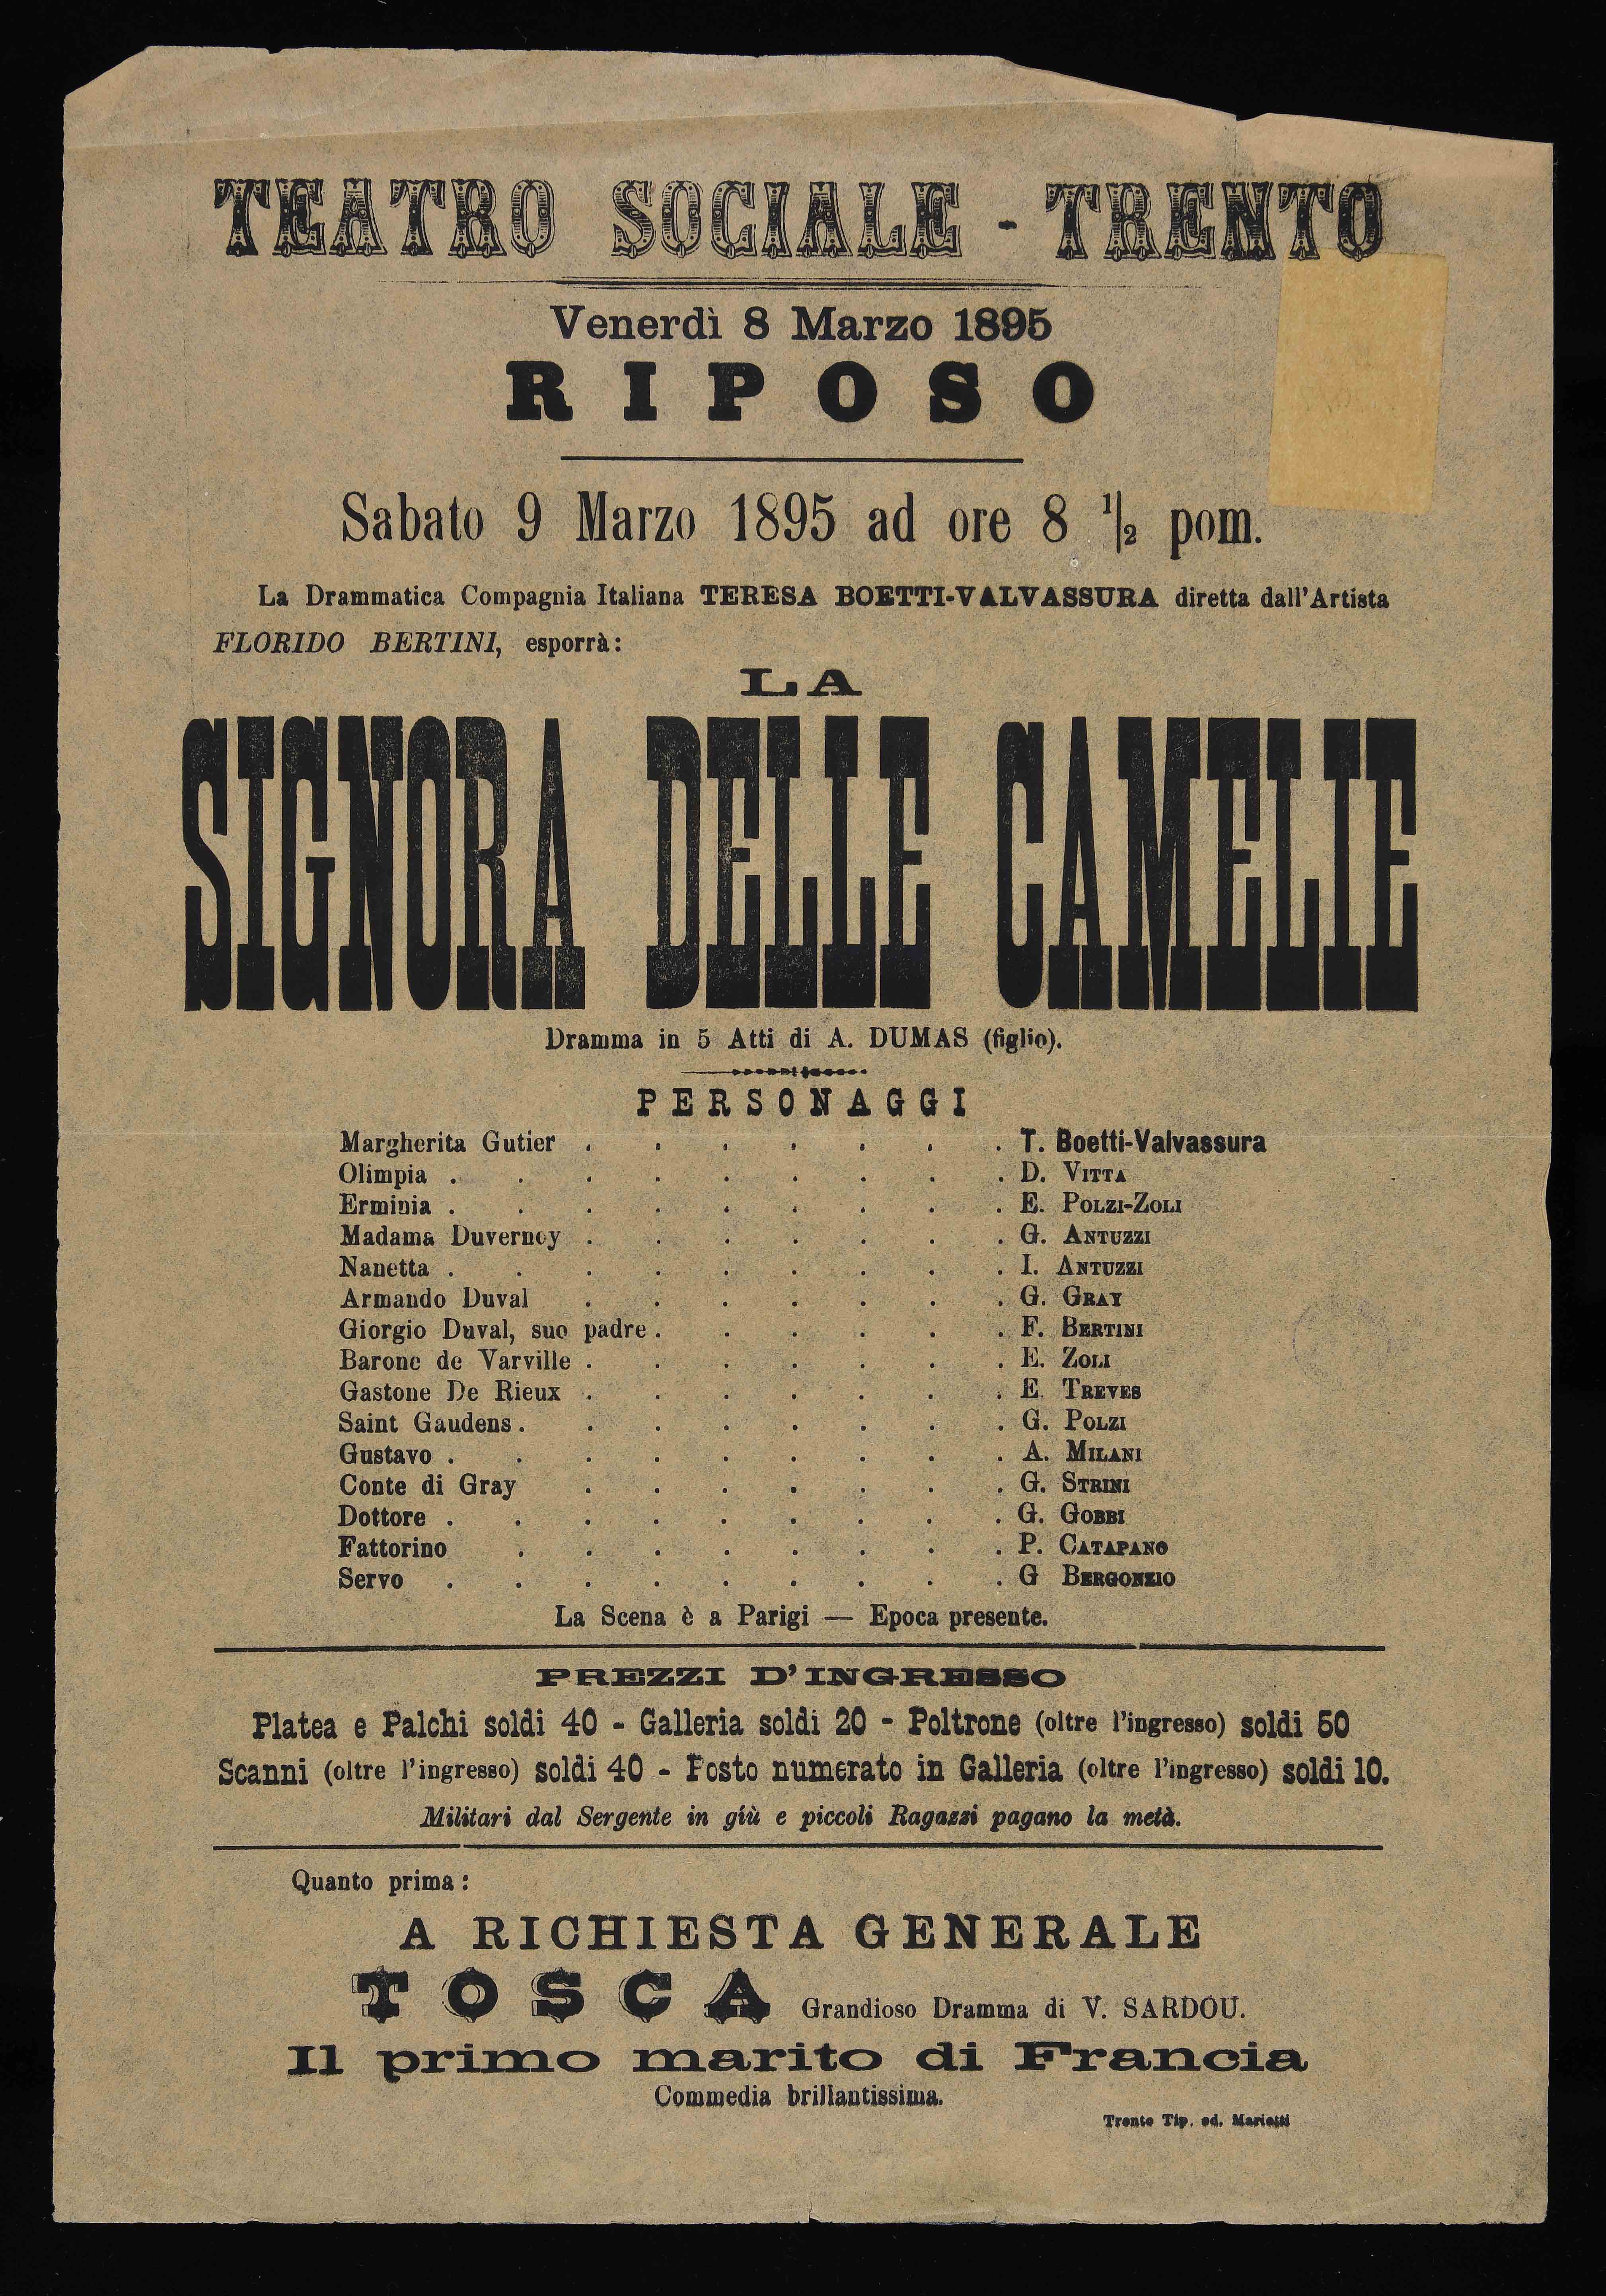 TEATRO SOCIALE - TRENTO
Venerdì 8 Marzo 1895
RIPOSO
Sabato 9 Marzo 1895 ad ore 8 1/2 pom.
La Drammatica Compagnia Italiana TERESA BOETTI-VALVASSURA diretta dall'Artista
FLORIDO BERTINI, esporrà:
LA
SIGNORA DELLE CAMELIE
Dramma in 5 Atti di A. DUMAS (figlio).
PERSONAGGI
Margherita Gutier . . . . . . . T. Boetti-Valvassura
Olimpia . . . . . . . . . D. VITTA
Erminia . . . . . . . . . E. POLZI-ZOLI
Madama Duvernoy . . . . . . . G. ANTUZZI
Nanetta . . . . . . . . . I. ANTUZZI
Armando Duval . . . . . . . G. GRAY
Giorgio Duval, suo padre . . . . . . F. BERTINI
Barone de Varville . . . . . . . E. ZOLI
Gastone De Rieux . . . . . . . E. TREVES
Saint Gaudens . . . . . . . . G. POLZI
Gustavo . . . . . . . . . A. MILANI
Conte di Gray . . . . . . . G. STRINI
Dottore . . . . . . . . . G. GOBBI
Fattorino . . . . . . . . P. CATAPANO
Servo . . . . . . . . . G BERGONZIO
La Scena è a Parigi — Epoca presente.
PREZZI D'INGRESSO
Platea e Palchi soldi 40 - Galleria soldi 20 - Poltrone (oltre l'ingresso) soldi 50
Scanni (oltre l'ingresso) soldi 40 - Posto numerato in Galleria (oltre l'ingresso) soldi 10.
Militari dal Sergente in giù e piccoli Ragazzi pagano la metà.
Quanto prima:
A RICHIESTA GENERALE
TOSCA Grandioso Dramma di V. SARDOU.
Il primo marito di Francia
Commedia brillantissima.
Trento Tip. ed. Marietti